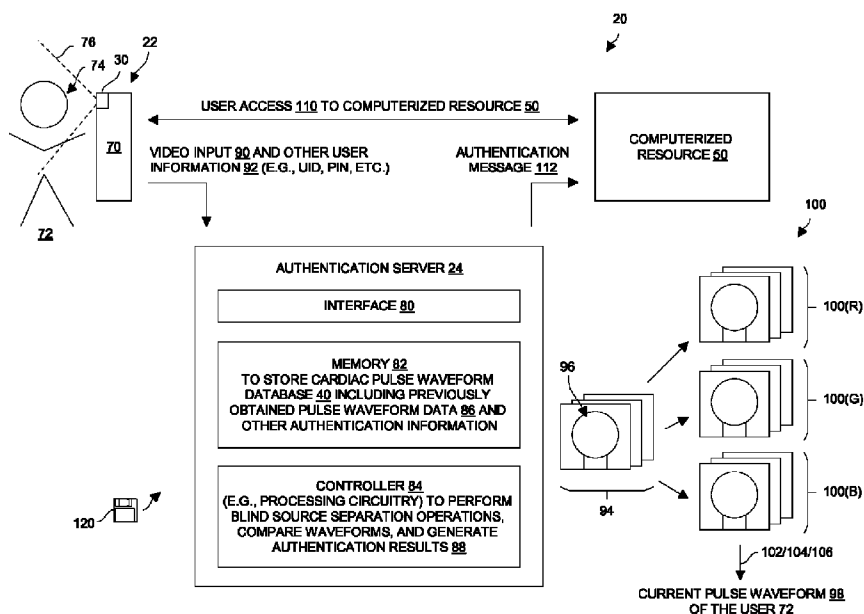 76
30
22
74
70
72
20
USER ACCESS 110 TO COMPUTERIZED RESOURCE 50
VIDEO INPUT 90 AND OTHER USER
INFORMATION 92 (E.G., UID, PIN, ETC.)
AUTHENTICATION
MESSAGE 112
COMPUTERIZED
RESOURCE 50
AUTHENTICATION SERVER 24
INTERFACE 80
MEMORY 82
TO STORE CARDIAC PULSE WAVEFORM
DATABASE 40 INCLUDING PREVIOUSLY
OBTAINED PULSE WAVEFORM DATA 86 AND
OTHER AUTHENTICATION INFORMATION
CONTROLLER 84
(E.G., PROCESSING CIRCUITRY) TO PERFORM
BLIND SOURCE SEPARATION OPERATIONS,
COMPARE WAVEFORMS, AND GENERATE
AUTHENTICATION RESULTS 88
120
96
94
100
100(R)
100(G)
100(B)
102/104/106
CURRENT PULSE WAVEFORM 98
OF THE USER 72